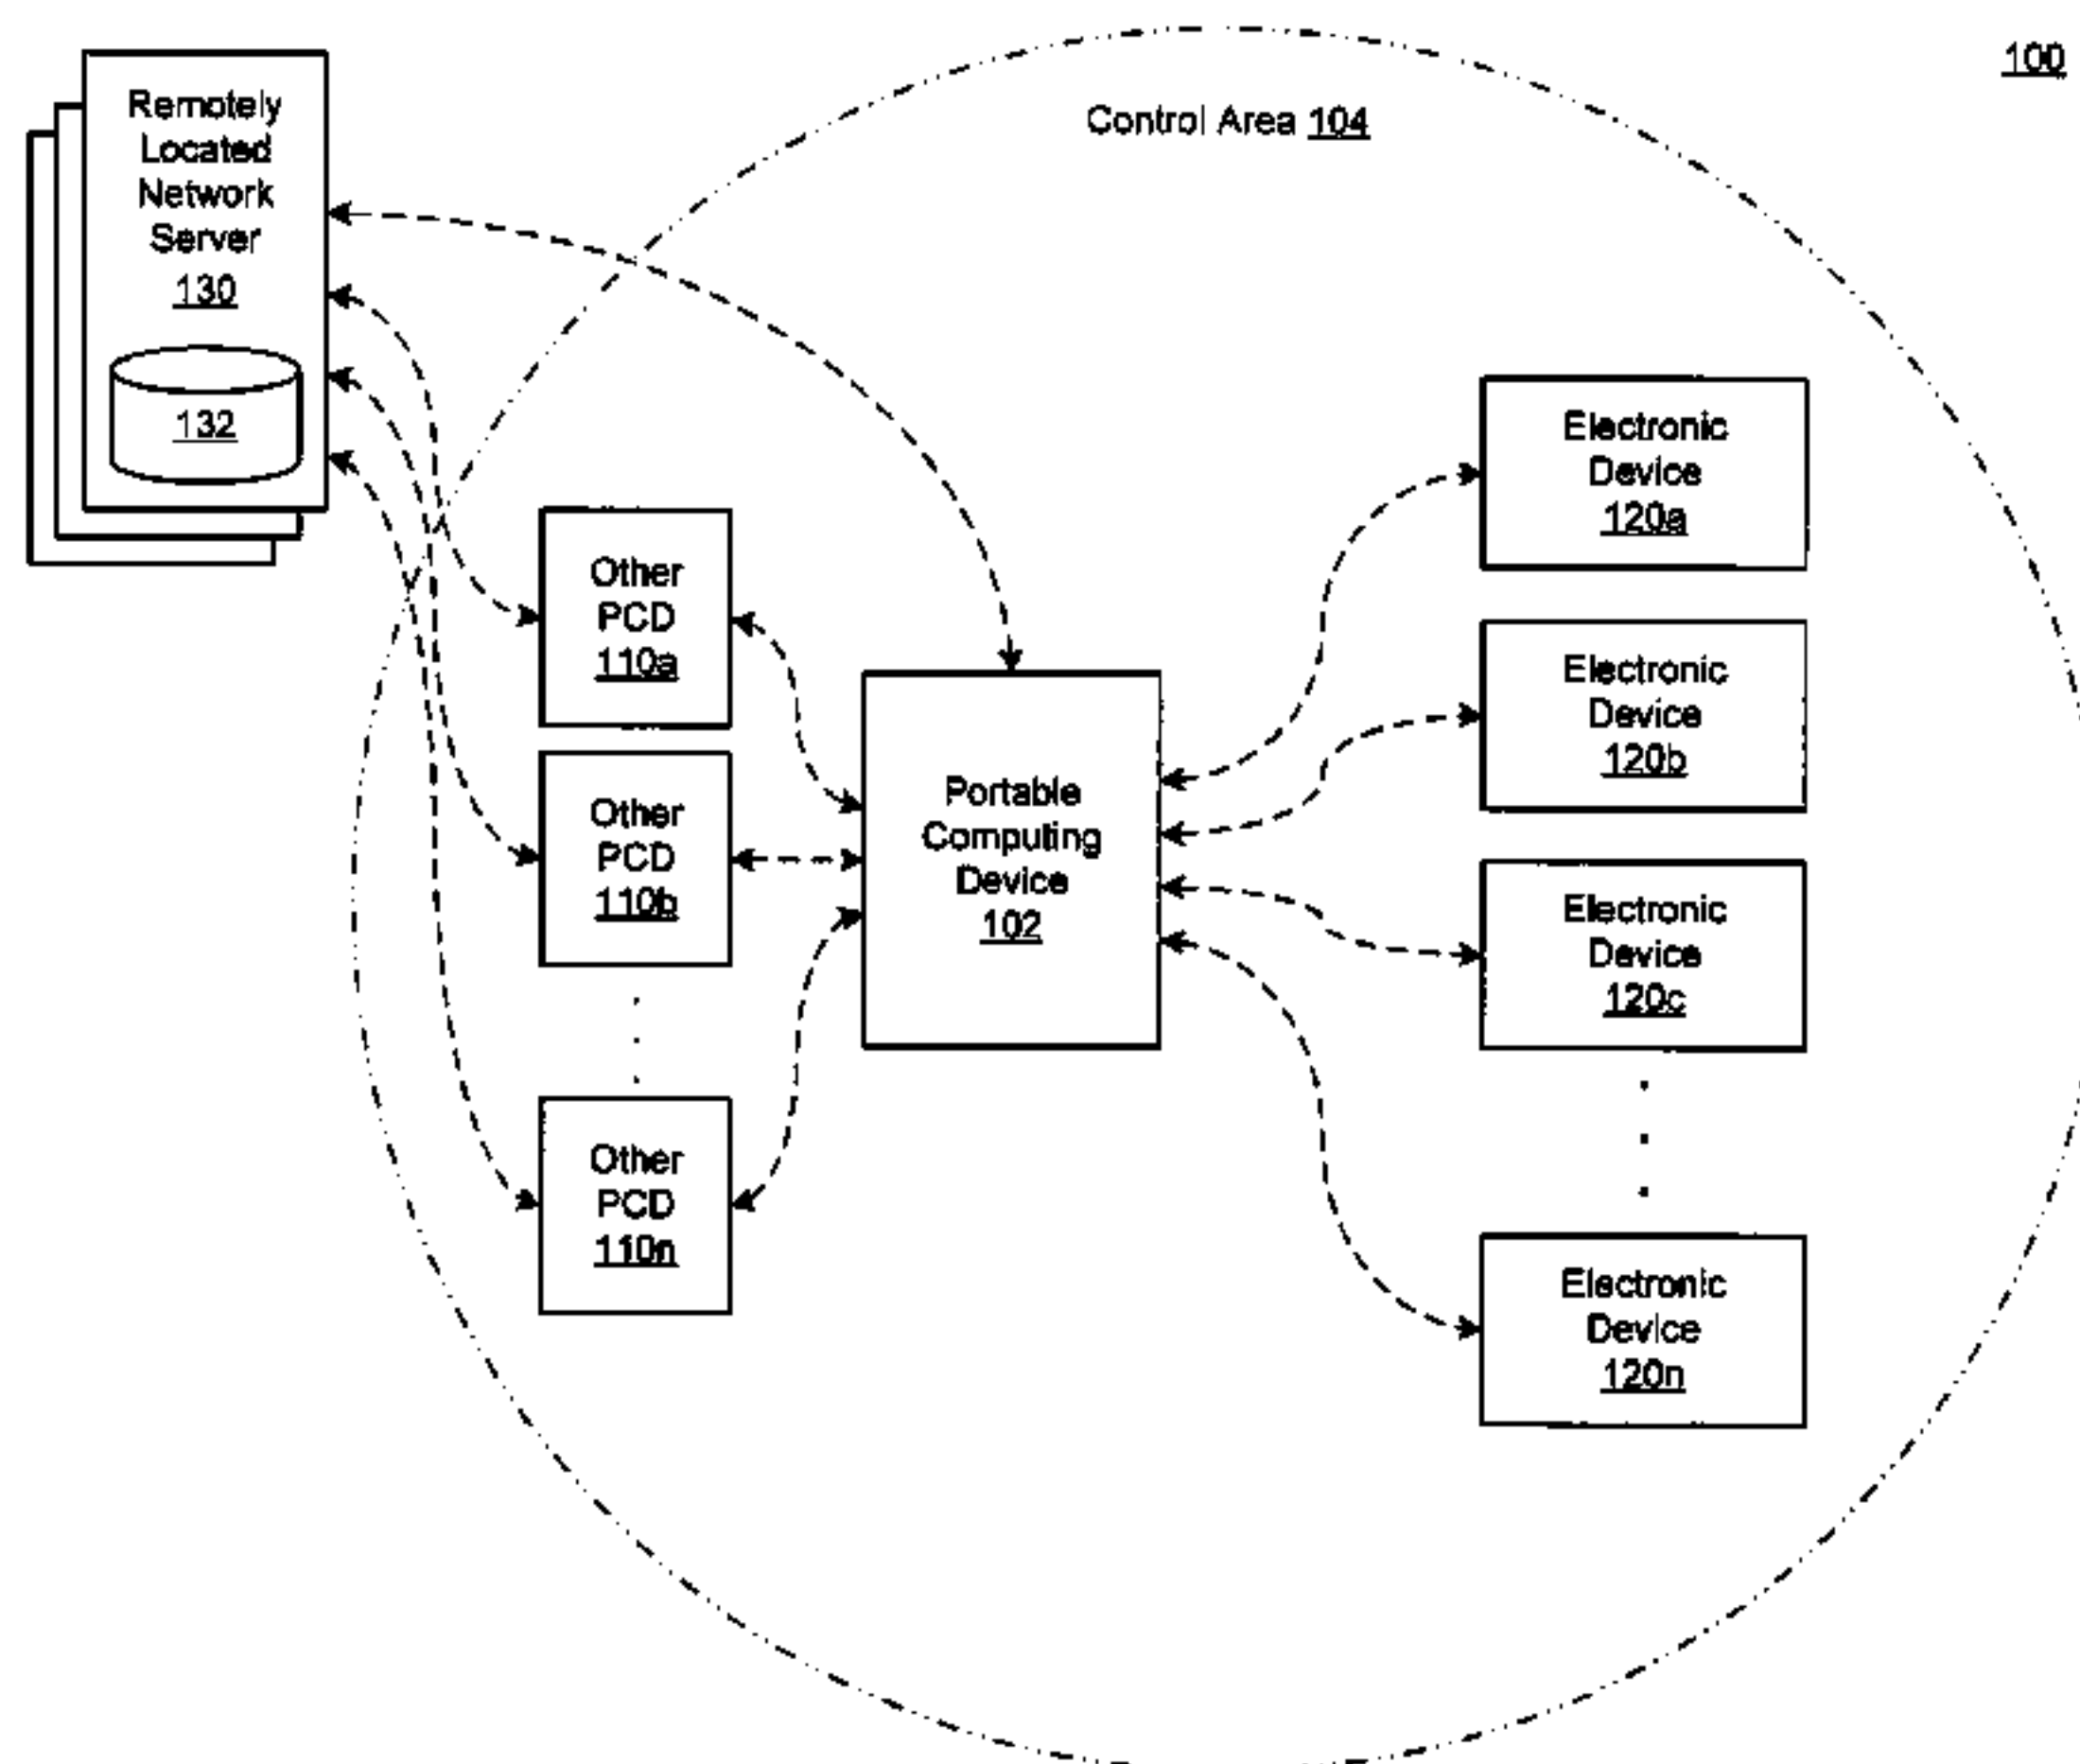 100
Control Area 104
Remotely
Located
Network
Server
130
132
Other
PCD
110a
Other
PCD
110b
Other
PCD
110n
Portable
Computing
Device
102
Electronic
Device
120a
Electronic
Device
120b
Electronic
Device
120c
Electronic
Device
120n